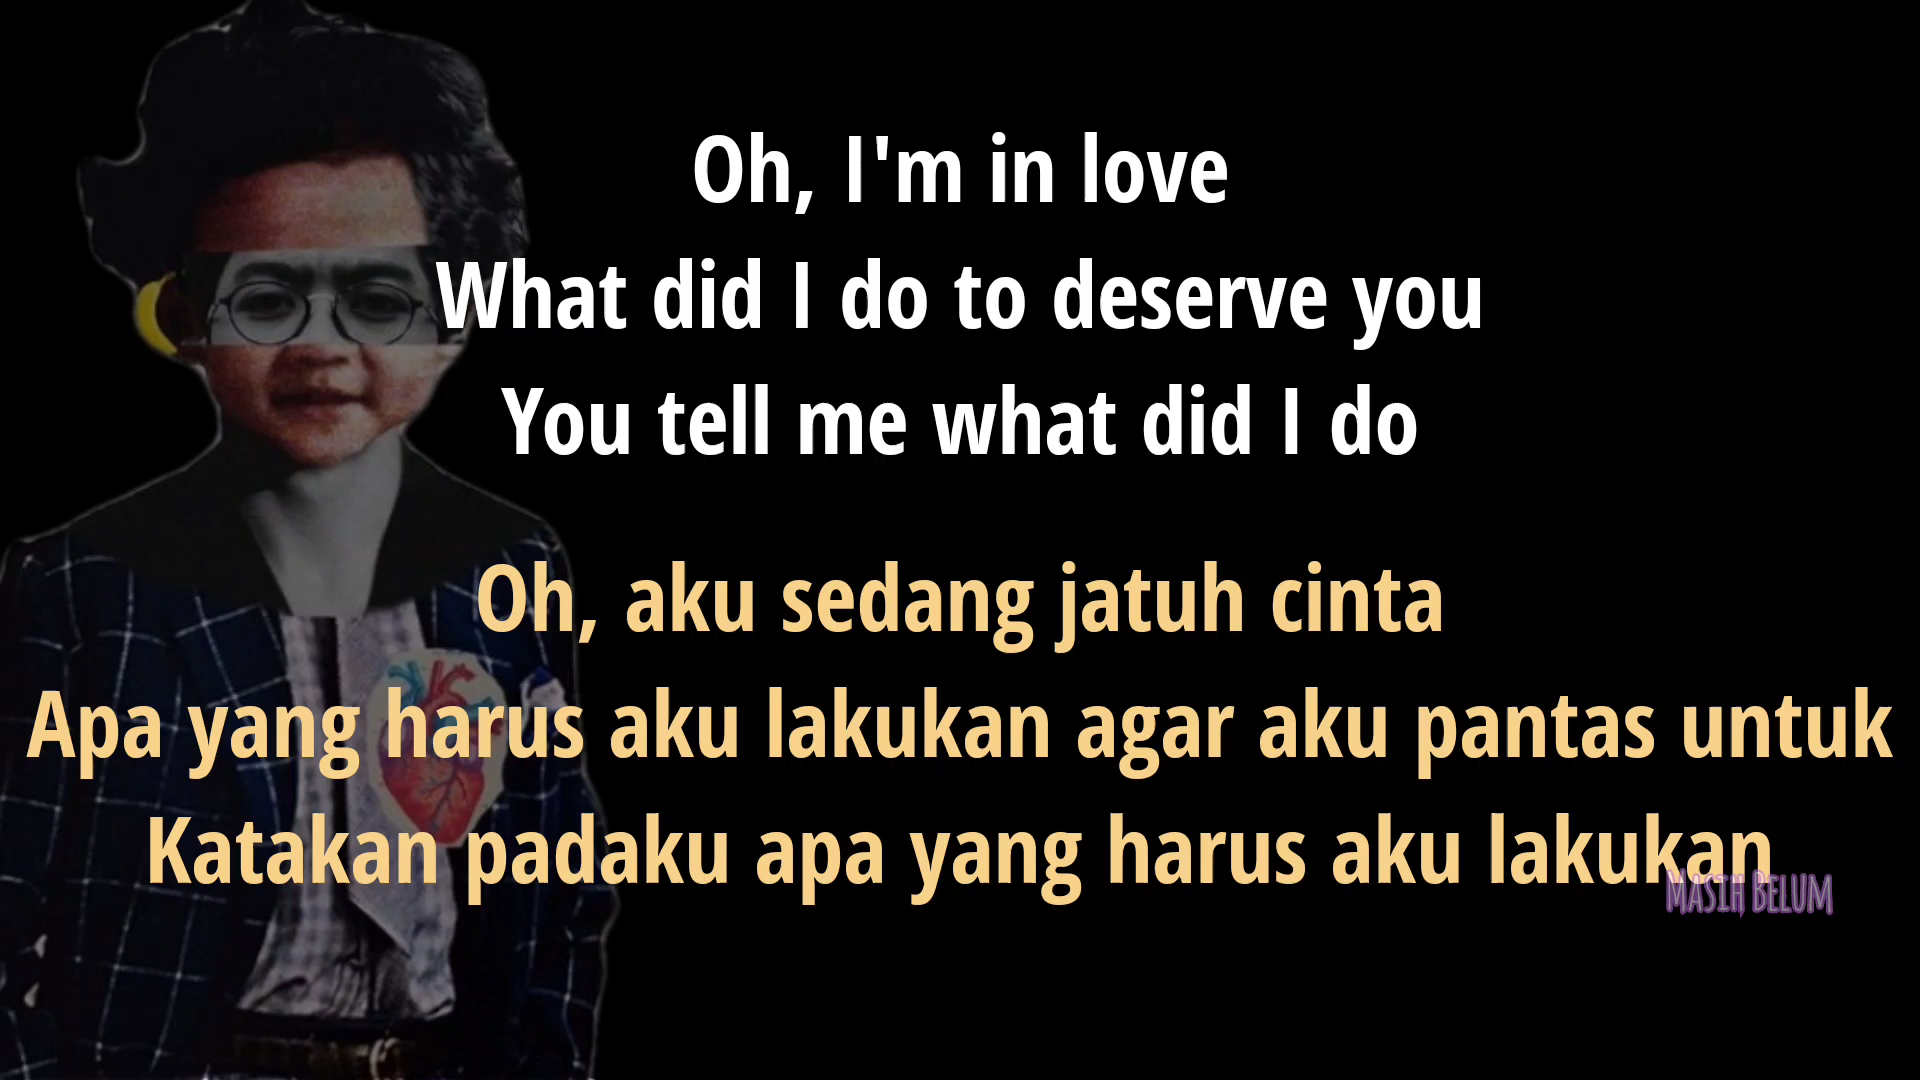 Oh, I'm in love
What did I do to deserve you
You tell me what did I do
Oh, aku sedang jatuh cinta
Apa yang harus aku lakukan agar aku pantas untuk
Katakan padaku apa yang harus aku lakukan
MASIH BELUM